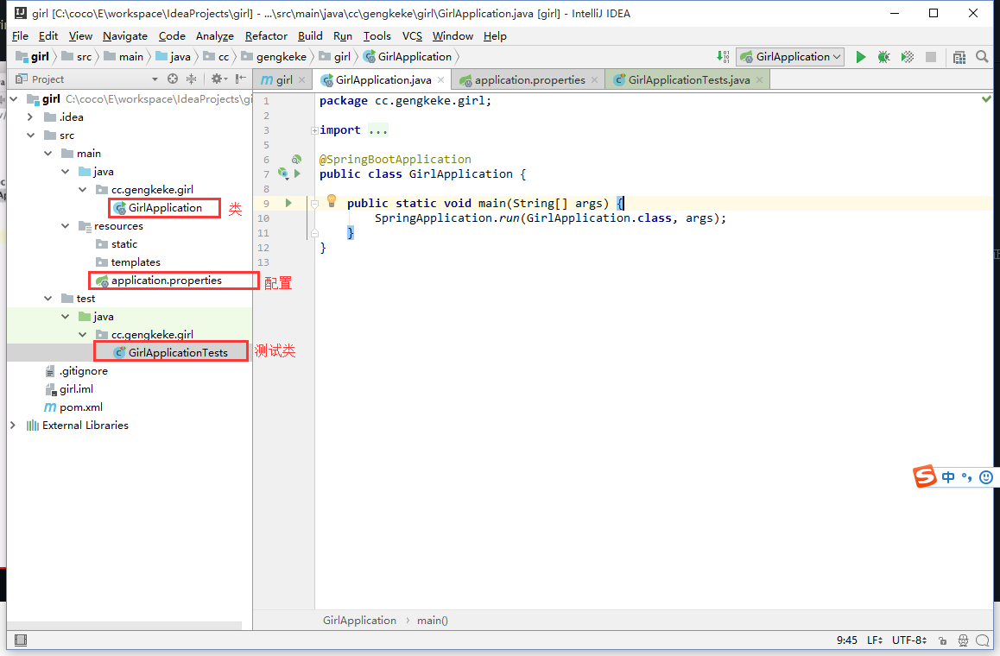 girl [C:\coco\E\workspace\IdeaProjects\girl] - ...\src\main\java\cc\gengkeke\girl\GirlApplication.java [girl] - IntelliJ IDEA
File Edit View Navigate Code Analyze Refactor Build Run Tools VCS Window Help
girl src main java cc gengkeke girl GirlApplication GirlApplication
Project girl GirlApplication.java application.properties GirlApplicationTests.java
girl C:\coco\E\workspace\IdeaProjects\gi
.idea
src
main
java
cc.gengkeke.girl
GirlApplication 类
resources
static
templates
application.properties 配置
test
java
cc.gengkeke.girl
GirlApplicationTests 测试类
.gitignore
girl.iml
pom.xml
External Libraries
1 package cc.gengkeke.girl;
2
3 import ...
5
6 @SpringBootApplication
7 public class GirlApplication {
8
9 public static void main(String[] args) {
10 SpringApplication.run(GirlApplication.class, args);
11 }
12 }
13
中
GirlApplication main()
9:45 LF UTF-8